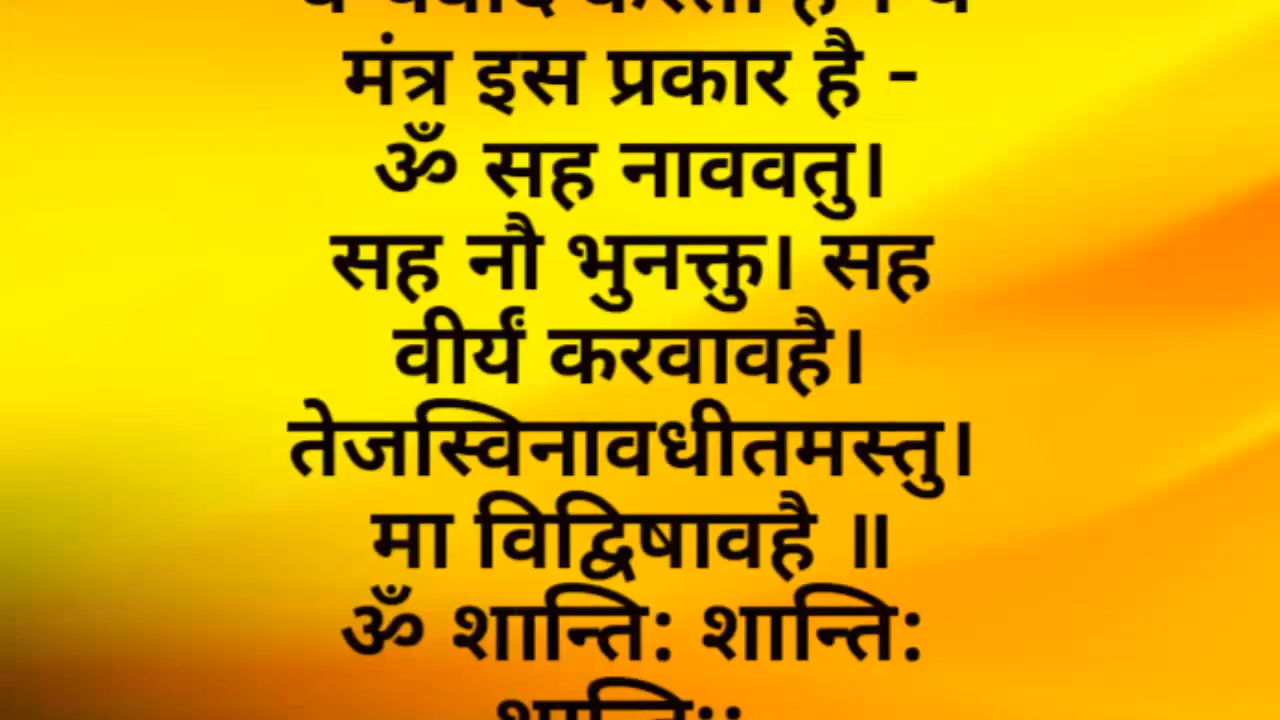 मंत्र इस प्रकार है -
ॐ सह नाववतु।
सह नौ भुनक्तु। सह
वीर्यं करवावहै।
तेजस्विनावधीतमस्तु।
मा विद्विषावहै ॥
ॐ शान्ति: शान्ति: